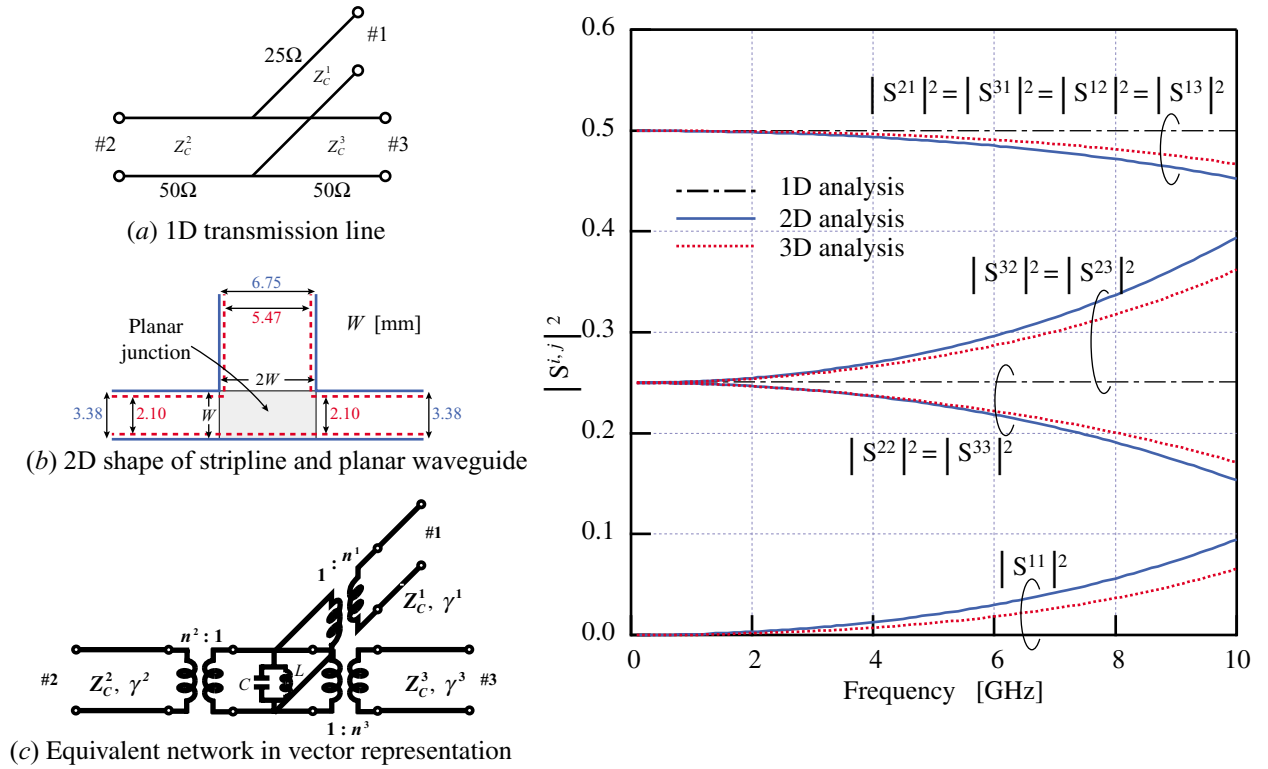 #1
25Ω
Z_C^1
#2
Z_C^2
Z_C^3
#3
50Ω
50Ω
(a) 1D transmission line
6.75
5.47
W [mm]
Planar
junction
2W
3.38
2.10
W
2.10
3.38
(b) 2D shape of stripline and planar waveguide
#1
1 : n^1
Z_C^1, γ^1
n^2 : 1
#2
Z_C^2, γ^2
C
L
Z_C^3, γ^3
#3
1 : n^3
(c) Equivalent network in vector representation
0.6
| S^21 |^2 = | S^31 |^2 = | S^12 |^2 = | S^13 |^2
0.5
1D analysis
2D analysis
3D analysis
0.4
| S^32 |^2 = | S^23 |^2
| S^i,j | 2
0.3
0.2
| S^22 |^2 = | S^33 |^2
0.1
| S^11 |^2
0.0
0 2 4 6 8 10
Frequency [GHz]